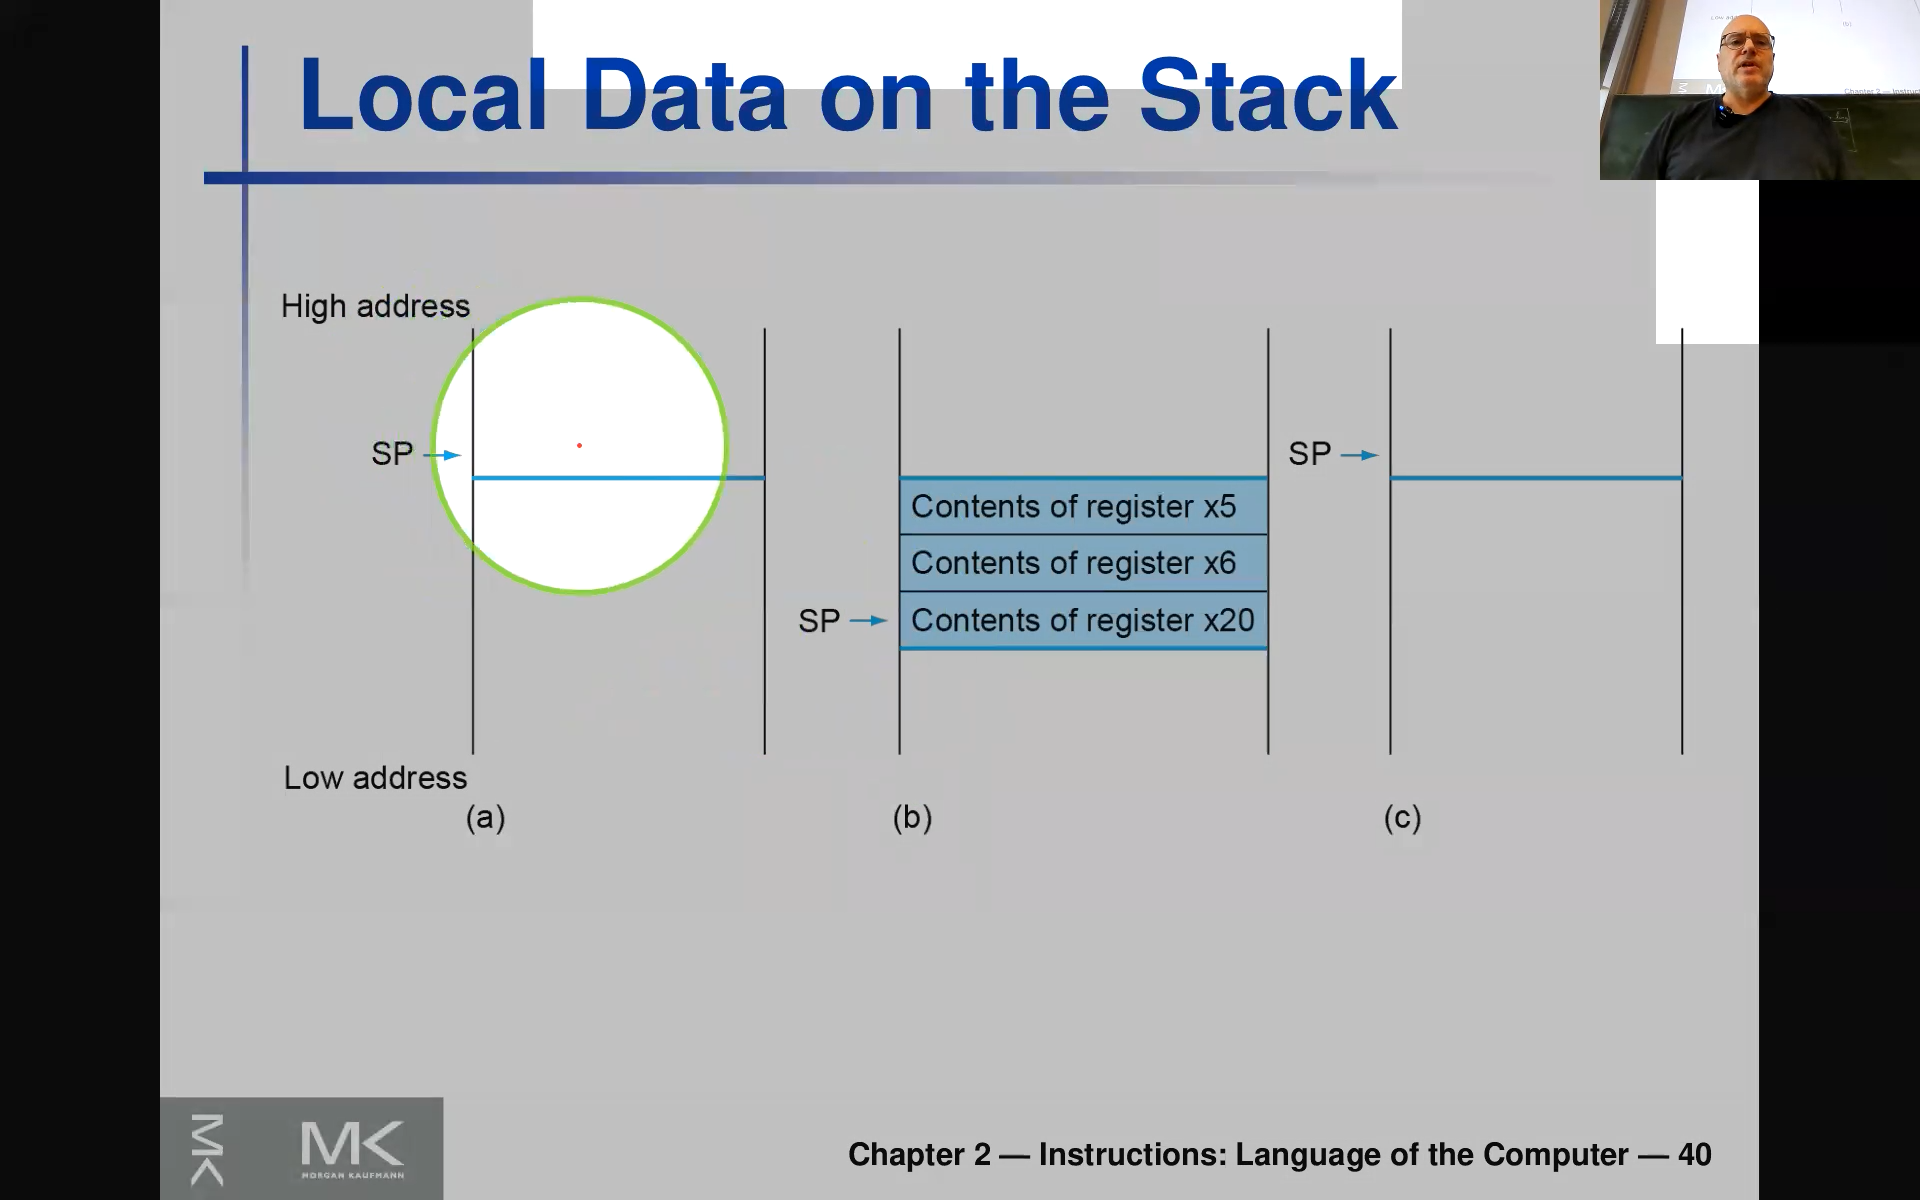 Local Data on the Stack
High address
SP
SP
Contents of register x5
Contents of register x6
SP
Contents of register x20
Low address
(a)
(b)
(c)
MK
MK
MORGAN KAUFMANN
Chapter 2 — Instructions: Language of the Computer — 40